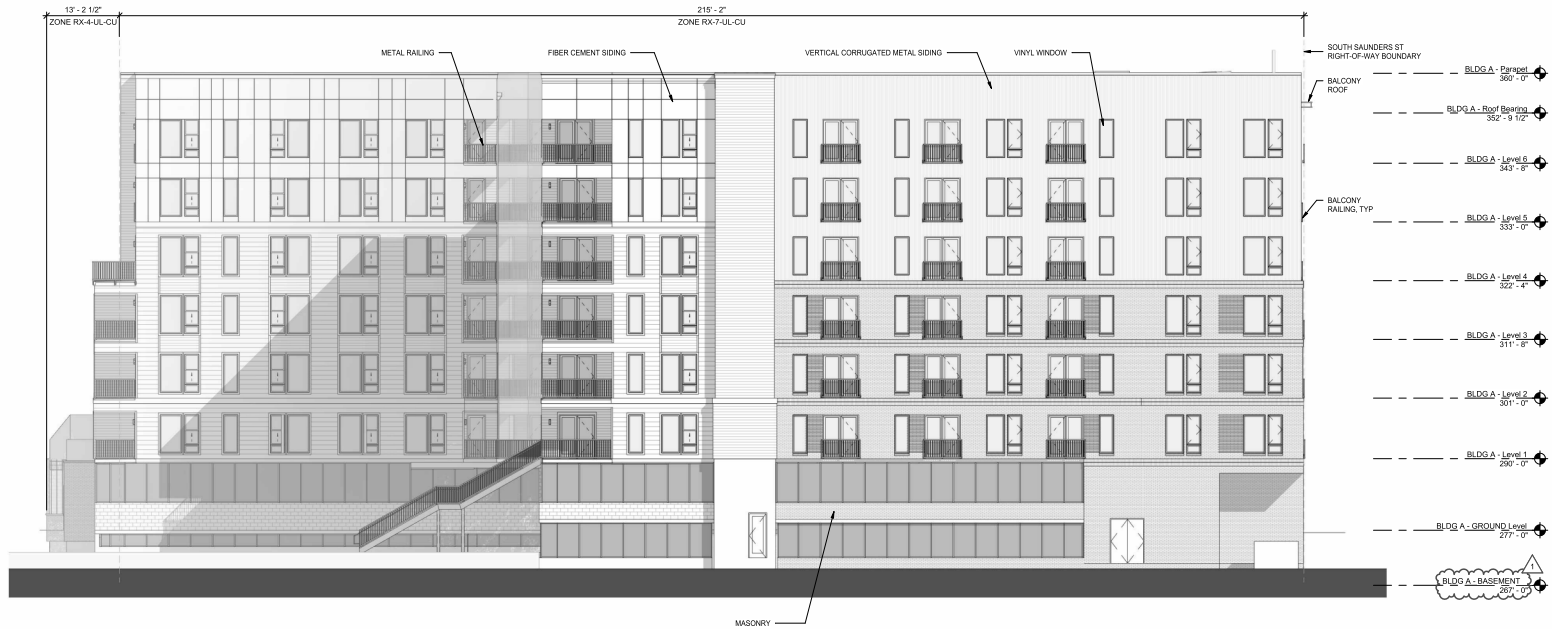 13' - 2 1/2"
215' - 2"
ZONE RX-4-UL-CU
ZONE RX-7-UL-CU
METAL RAILING
FIBER CEMENT SIDING
VERTICAL CORRUGATED METAL SIDING
VINYL WINDOW
SOUTH SAUNDERS ST
RIGHT-OF-WAY BOUNDARY
BALCONY
ROOF
BALCONY
RAILING, TYP
BLDG A - Parapet
360' - 0"
BLDG A - Roof Bearing
352' - 9 1/2"
BLDG A - Level 6
343' - 8"
BLDG A - Level 5
333' - 0"
BLDG A - Level 4
322' - 4"
BLDG A - Level 3
311' - 8"
BLDG A - Level 2
301' - 0"
BLDG A - Level 1
290' - 0"
BLDG A - GROUND Level
277' - 0"
1
BLDG A - BASEMENT
267' - 0"
MASONRY